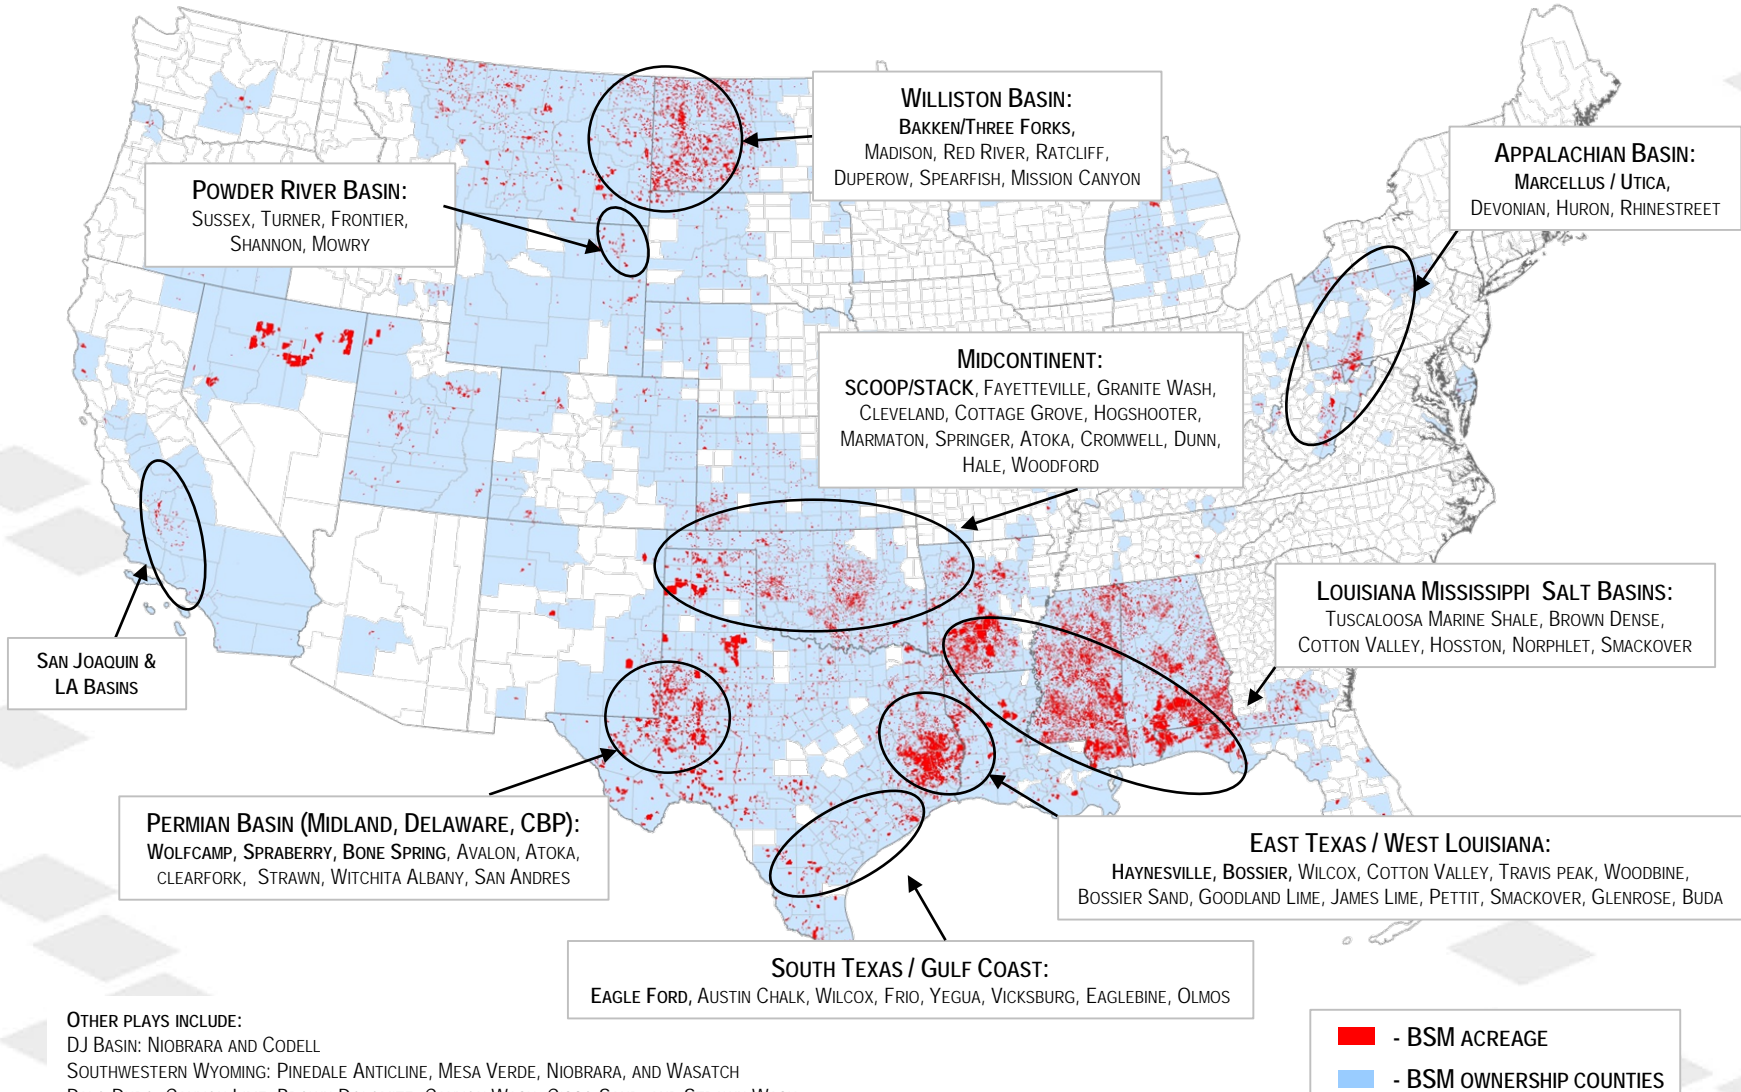 WILLISTON BASIN:
BAKKEN/THREE FORKS,
MADISON, RED RIVER, RATCLIFF,
DUPEROW, SPEARFISH, MISSION CANYON
APPALACHIAN BASIN:
MARCELLUS / UTICA,
DEVONIAN, HURON, RHINESTREET
POWDER RIVER BASIN:
SUSSEX, TURNER, FRONTIER,
SHANNON, MOWRY
MIDCONTINENT:
SCOOP/STACK, FAYETTEVILLE, GRANITE WASH,
CLEVELAND, COTTAGE GROVE, HOGSHOOTER,
MARMATON, SPRINGER, ATOKA, CROMWELL, DUNN,
HALE, WOODFORD
LOUISIANA MISSISSIPPI SALT BASINS:
TUSCALOOSA MARINE SHALE, BROWN DENSE,
COTTON VALLEY, HOSSTON, NORPHLET, SMACKOVER
SAN JOAQUIN &
LA BASINS
PERMIAN BASIN (MIDLAND, DELAWARE, CBP):
WOLFCAMP, SPRABERRY, BONE SPRING, AVALON, ATOKA,
CLEARFORK, STRAWN, WITCHITA ALBANY, SAN ANDRES
EAST TEXAS / WEST LOUISIANA:
HAYNESVILLE, BOSSIER, WILCOX, COTTON VALLEY, TRAVIS PEAK, WOODBINE,
BOSSIER SAND, GOODLAND LIME, JAMES LIME, PETTIT, SMACKOVER, GLENROSE, BUDA
SOUTH TEXAS / GULF COAST:
EAGLE FORD, AUSTIN CHALK, WILCOX, FRIO, YEGUA, VICKSBURG, EAGLEBINE, OLMOS
OTHER PLAYS INCLUDE:
DJ BASIN: NIOBRARA AND CODELL
SOUTHWESTERN WYOMING: PINEDALE ANTICLINE, MESA VERDE, NIOBRARA, AND WASATCH
- BSM ACREAGE
- BSM OWNERSHIP COUNTIES